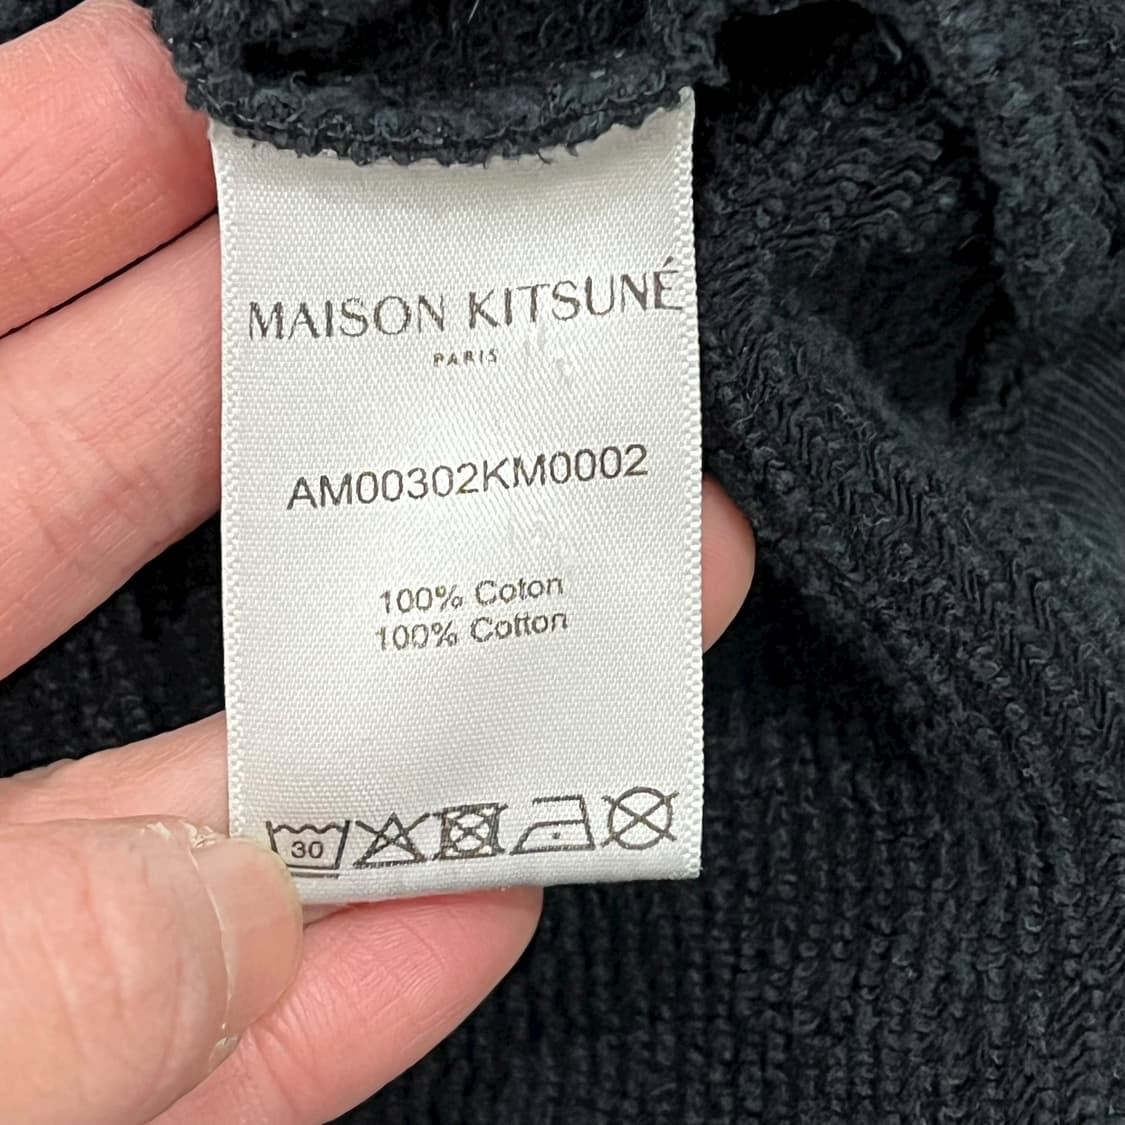 MAISON KITSUNÉ
PARIS
AM00302KM0002
100% Coton
100% Cotton
30